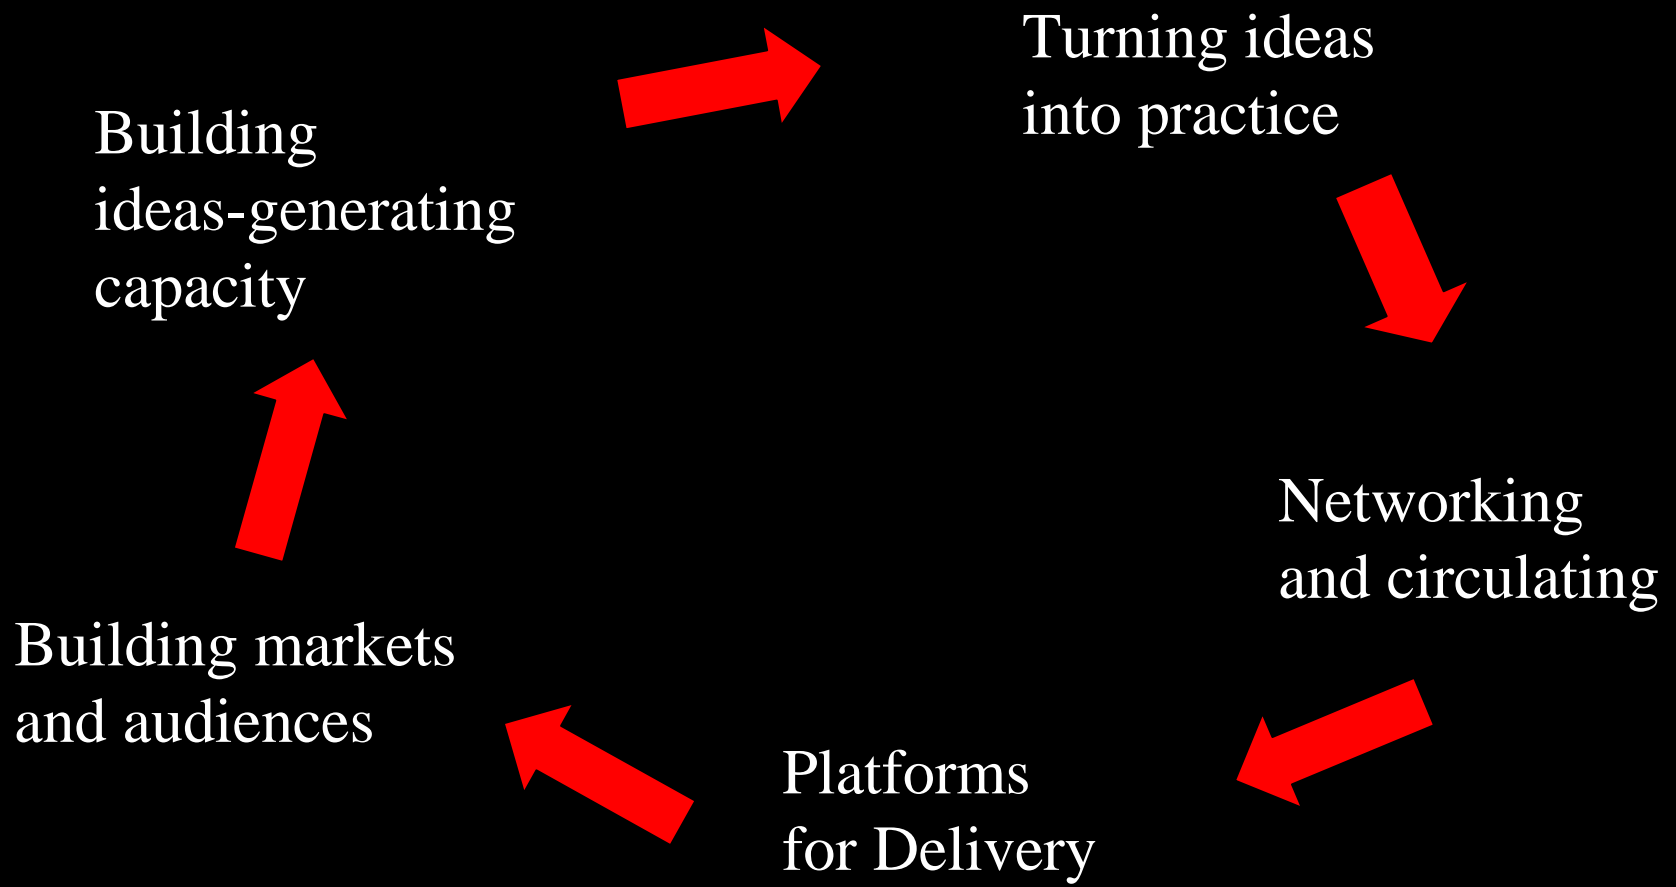 Building
ideas-generating
capacity
Turning ideas
into practice
Networking
and circulating
Platforms
for Delivery
Building markets
and audiences